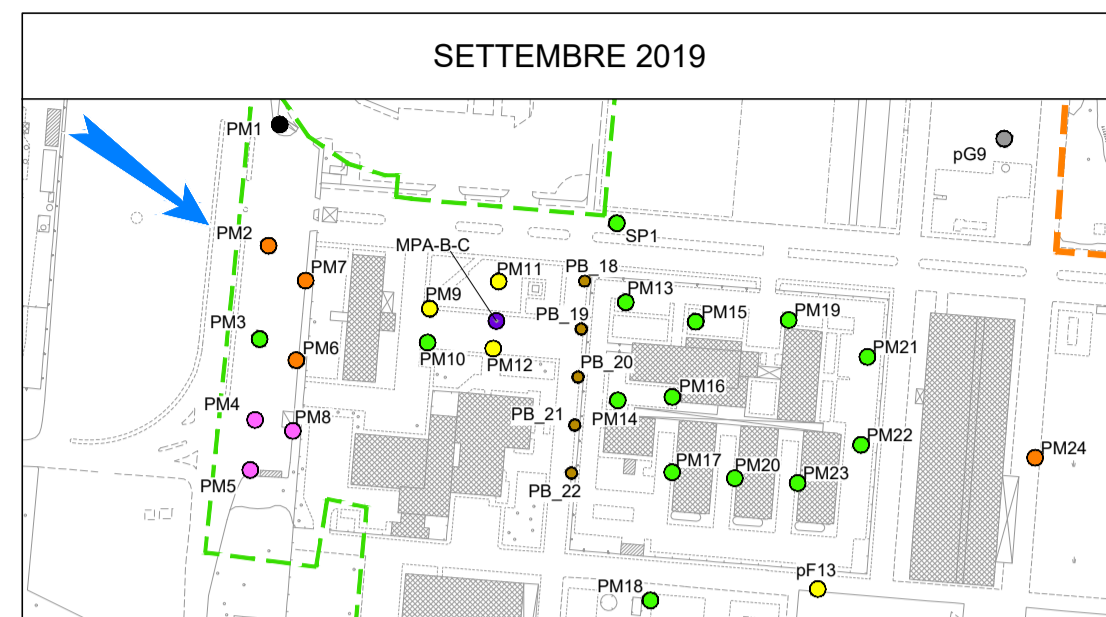 SETTEMBRE 2019
PM1
pG9
PM2
SP1
MPA-B-C
PM7
PM11
PB_18
PM9
PM13
PM15
PM19
PB_19
PM3
PM10
PM12
PM21
PM6
PB_20
PM16
PM4
PM8
PB_21
PM14
PM22
PM24
PM5
PM17
PM20
PM23
PB_22
pF13
PM18